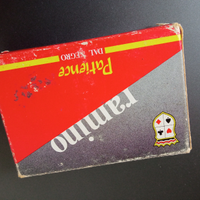 ramino
DAL NEGRO
Patience